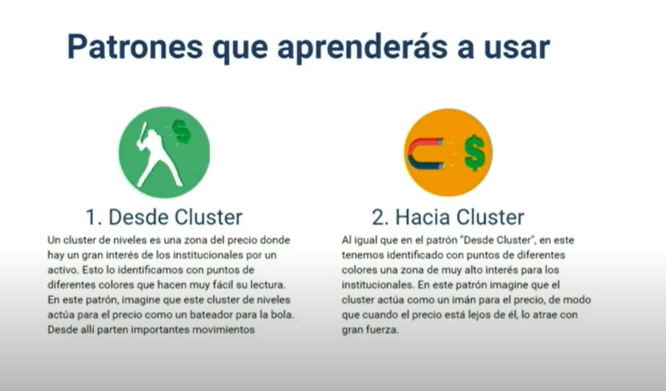 Patrones que aprenderás a usar
1. Desde Cluster
Un cluster de niveles es una zona del precio donde
hay un gran interés de los institucionales por un
activo. Esto lo identificamos con puntos de
diferentes colores que hacen muy fácil su lectura.
En este patrón, imagine que este cluster de niveles
actúa para el precio como un bateador para la bola.
Desde allí parten importantes movimientos
2. Hacia Cluster
Al igual que en el patrón "Desde Cluster", en este
tenemos identificado con puntos de diferentes
colores una zona de muy alto interés para los
institucionales. En este patrón imagine que el
cluster actúa como un imán para el precio, de modo
que cuando el precio está lejos de él, lo atrae con
gran fuerza.
$
$